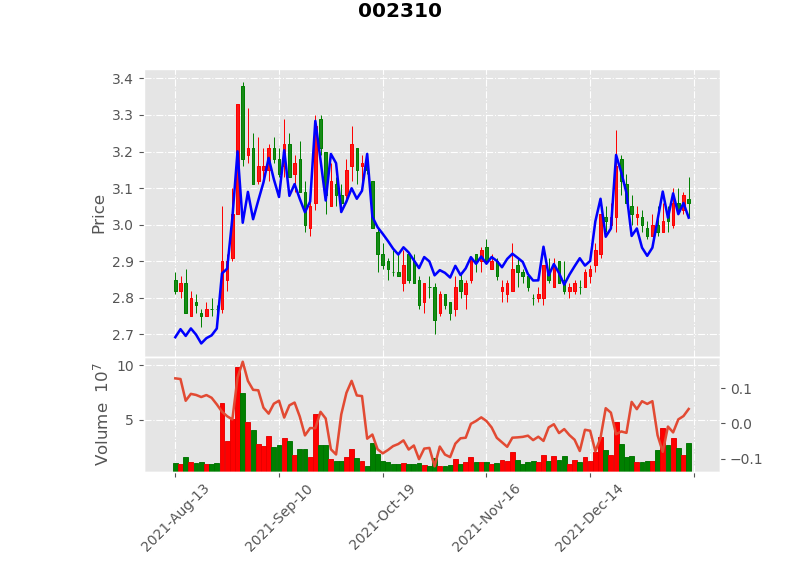 002310
3.4
3.3
3.2
3.1
3.0
2.9
2.8
2.7
Price
10
5
Volume 10^7
0.1
0.0
−0.1
2021-Aug-13
2021-Sep-10
2021-Oct-19
2021-Nov-16
2021-Dec-14